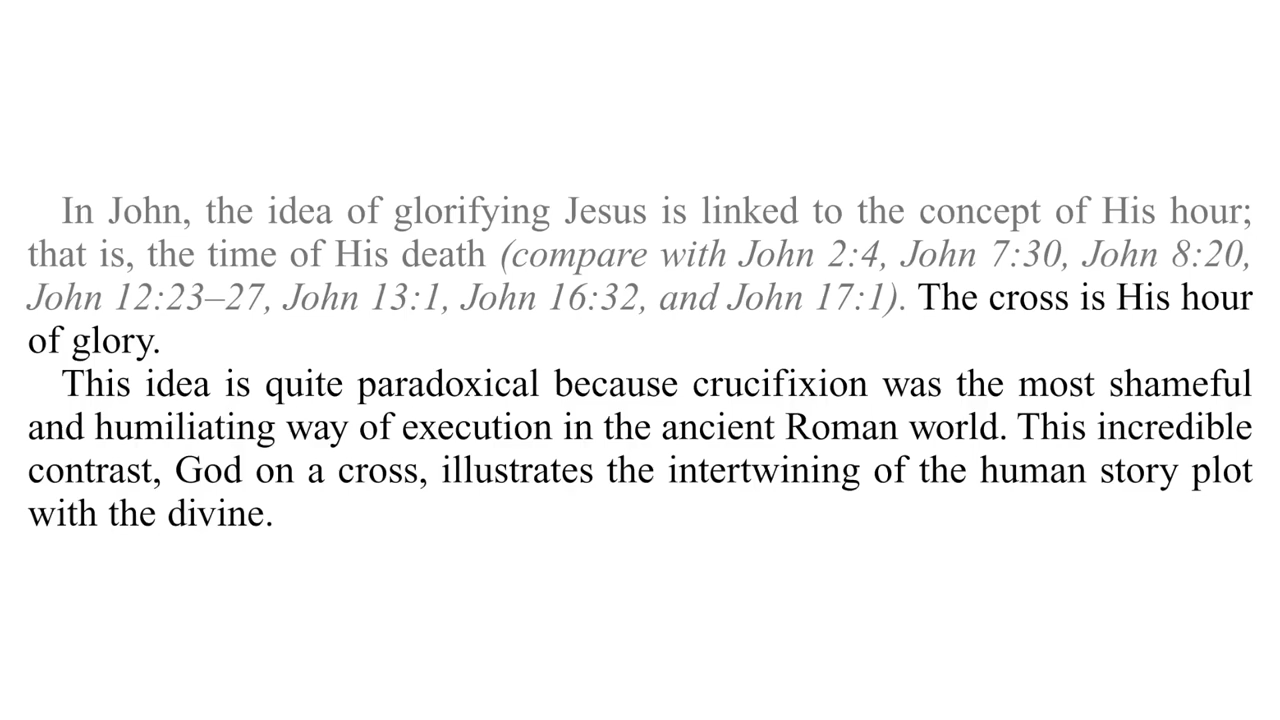 In John, the idea of glorifying Jesus is linked to the concept of His hour;
that is, the time of His death (compare with John 2:4, John 7:30, John 8:20,
John 12:23–27, John 13:1, John 16:32, and John 17:1). The cross is His hour
of glory.
This idea is quite paradoxical because crucifixion was the most shameful
and humiliating way of execution in the ancient Roman world. This incredible
contrast, God on a cross, illustrates the intertwining of the human story plot
with the divine.